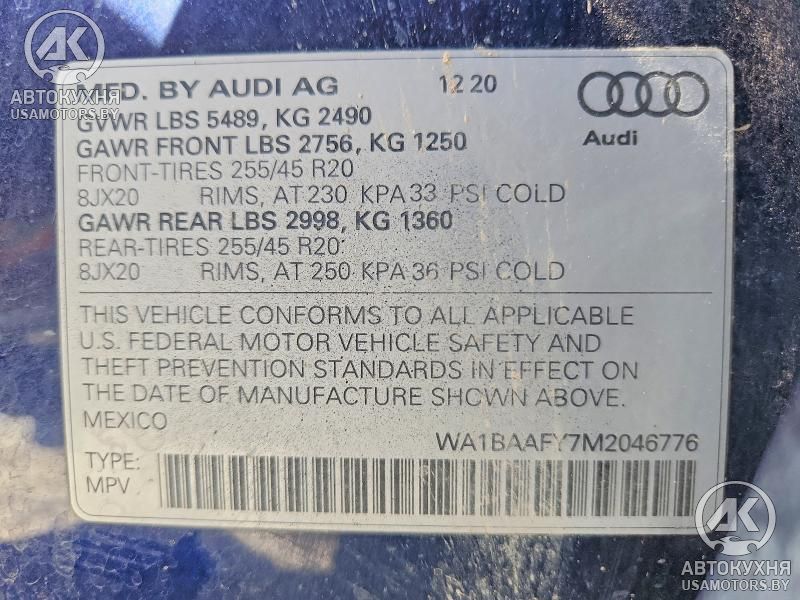 AK
АВТОКУХНЯ
USAMOTORS.BY
MFD. BY AUDI AG 12 20
GVWR LBS 5489, KG 2490
GAWR FRONT LBS 2756, KG 1250
Audi
FRONT-TIRES 255/45 R20
8JX20 RIMS, AT 230 KPA 33 PSI COLD
GAWR REAR LBS 2998, KG 1360
REAR-TIRES 255/45 R20
8JX20 RIMS, AT 250 KPA 36 PSI COLD
THIS VEHICLE CONFORMS TO ALL APPLICABLE
U.S. FEDERAL MOTOR VEHICLE SAFETY AND
THEFT PREVENTION STANDARDS IN EFFECT ON
THE DATE OF MANUFACTURE SHOWN ABOVE.
MEXICO
WA1BAAFY7M2046776
TYPE:
MPV
AK
АВТОКУХНЯ
USAMOTORS.BY